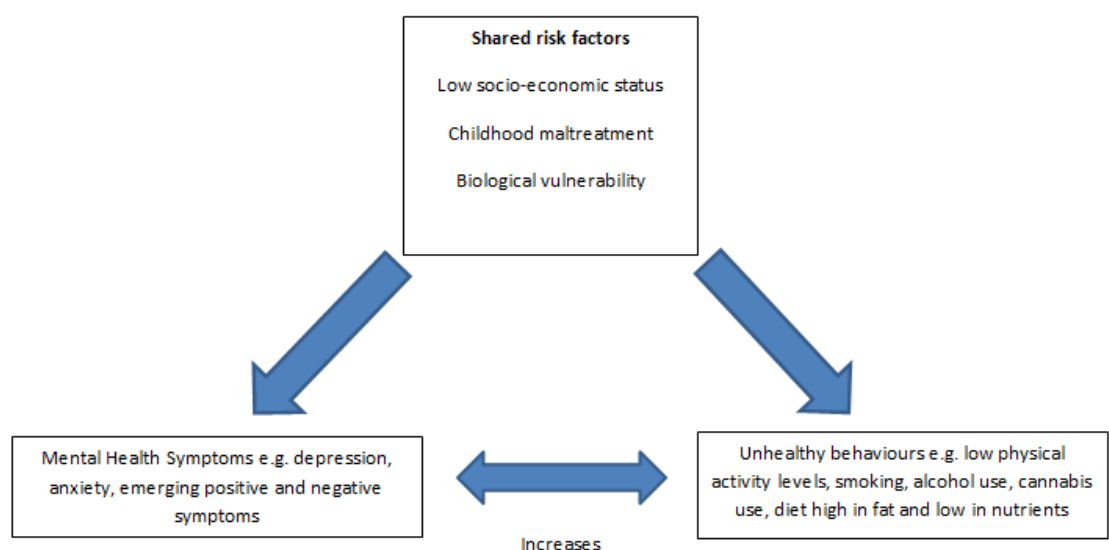 Shared risk factors
Low socio-economic status
Childhood maltreatment
Biological vulnerability
Mental Health Symptoms e.g. depression,
anxiety, emerging positive and negative
symptoms
Unhealthy behaviours e.g. low physical
activity levels, smoking, alcohol use, cannabis
use, diet high in fat and low in nutrients
Increases